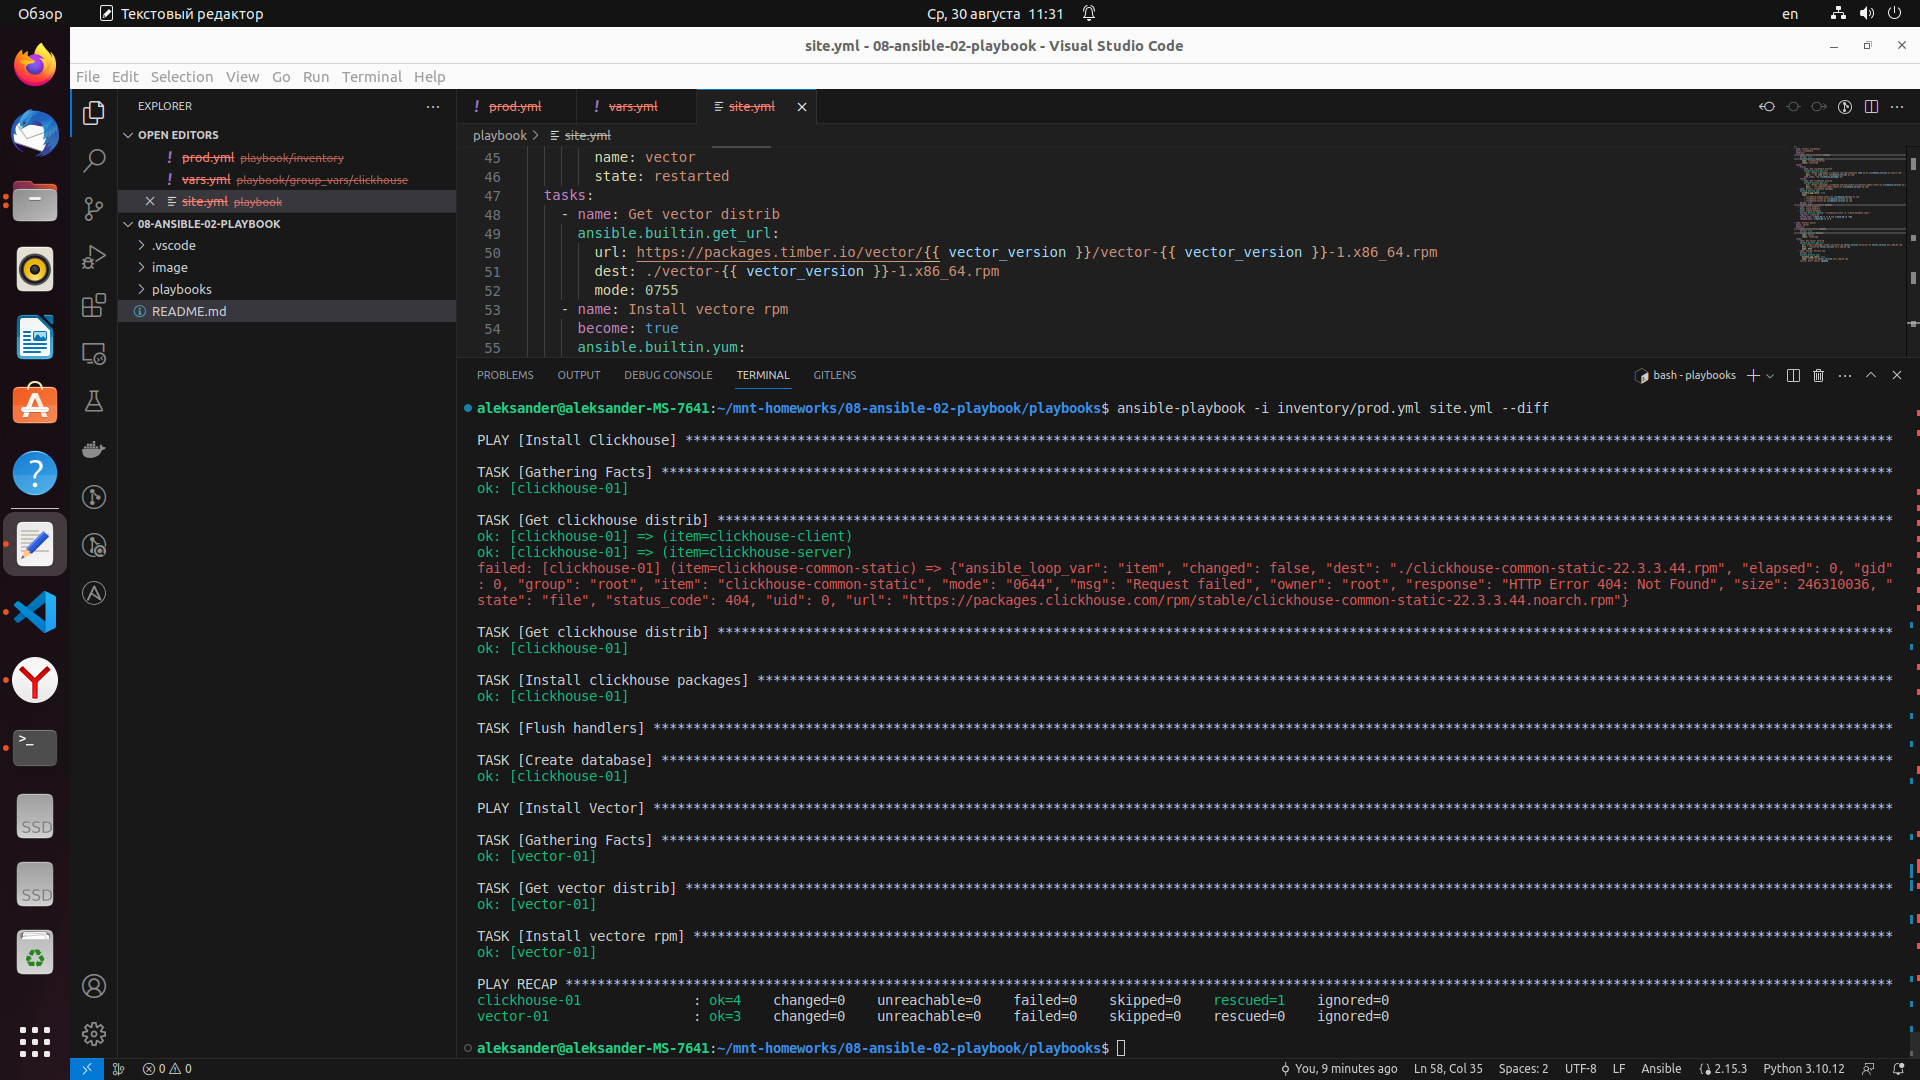 Обзор
Текстовый редактор
Ср, 30 августа 11:31
en
site.yml - 08-ansible-02-playbook - Visual Studio Code
File Edit Selection View Go Run Terminal Help
EXPLORER
OPEN EDITORS
! prod.yml playbook/inventory
! vars.yml playbook/group_vars/clickhouse
site.yml playbook
08-ANSIBLE-02-PLAYBOOK
.vscode
image
playbooks
README.md
! prod.yml
! vars.yml
site.yml
playbook > site.yml
45 name: vector
46 state: restarted
47 tasks:
48 - name: Get vector distrib
49 ansible.builtin.get_url:
50 url: https://packages.timber.io/vector/{{ vector_version }}/vector-{{ vector_version }}-1.x86_64.rpm
51 dest: ./vector-{{ vector_version }}-1.x86_64.rpm
52 mode: 0755
53 - name: Install vectore rpm
54 become: true
55 ansible.builtin.yum:
PROBLEMS OUTPUT DEBUG CONSOLE TERMINAL GITLENS
bash - playbooks
aleksander@aleksander-MS-7641:~/mnt-homeworks/08-ansible-02-playbook/playbooks$ ansible-playbook -i inventory/prod.yml site.yml --diff
PLAY [Install Clickhouse] ******************************************************************************************************************************************************
TASK [Gathering Facts] *********************************************************************************************************************************************************
ok: [clickhouse-01]
TASK [Get clickhouse distrib] **************************************************************************************************************************************************
ok: [clickhouse-01] => (item=clickhouse-client)
ok: [clickhouse-01] => (item=clickhouse-server)
failed: [clickhouse-01] (item=clickhouse-common-static) => {"ansible_loop_var": "item", "changed": false, "dest": "./clickhouse-common-static-22.3.3.44.rpm", "elapsed": 0, "gid"
: 0, "group": "root", "item": "clickhouse-common-static", "mode": "0644", "msg": "Request failed", "owner": "root", "response": "HTTP Error 404: Not Found", "size": 246310036, "
state": "file", "status_code": 404, "uid": 0, "url": "https://packages.clickhouse.com/rpm/stable/clickhouse-common-static-22.3.3.44.noarch.rpm"}
TASK [Get clickhouse distrib] **************************************************************************************************************************************************
ok: [clickhouse-01]
TASK [Install clickhouse packages] *********************************************************************************************************************************************
ok: [clickhouse-01]
TASK [Flush handlers] **********************************************************************************************************************************************************
TASK [Create database] *********************************************************************************************************************************************************
ok: [clickhouse-01]
PLAY [Install Vector] **********************************************************************************************************************************************************
TASK [Gathering Facts] *********************************************************************************************************************************************************
ok: [vector-01]
TASK [Get vector distrib] ******************************************************************************************************************************************************
ok: [vector-01]
TASK [Install vectore rpm] *****************************************************************************************************************************************************
ok: [vector-01]
PLAY RECAP *********************************************************************************************************************************************************************
clickhouse-01 : ok=4 changed=0 unreachable=0 failed=0 skipped=0 rescued=1 ignored=0
vector-01 : ok=3 changed=0 unreachable=0 failed=0 skipped=0 rescued=0 ignored=0
aleksander@aleksander-MS-7641:~/mnt-homeworks/08-ansible-02-playbook/playbooks$
SSD
SSD
0 0
You, 9 minutes ago Ln 58, Col 35 Spaces: 2 UTF-8 LF Ansible 2.15.3 Python 3.10.12